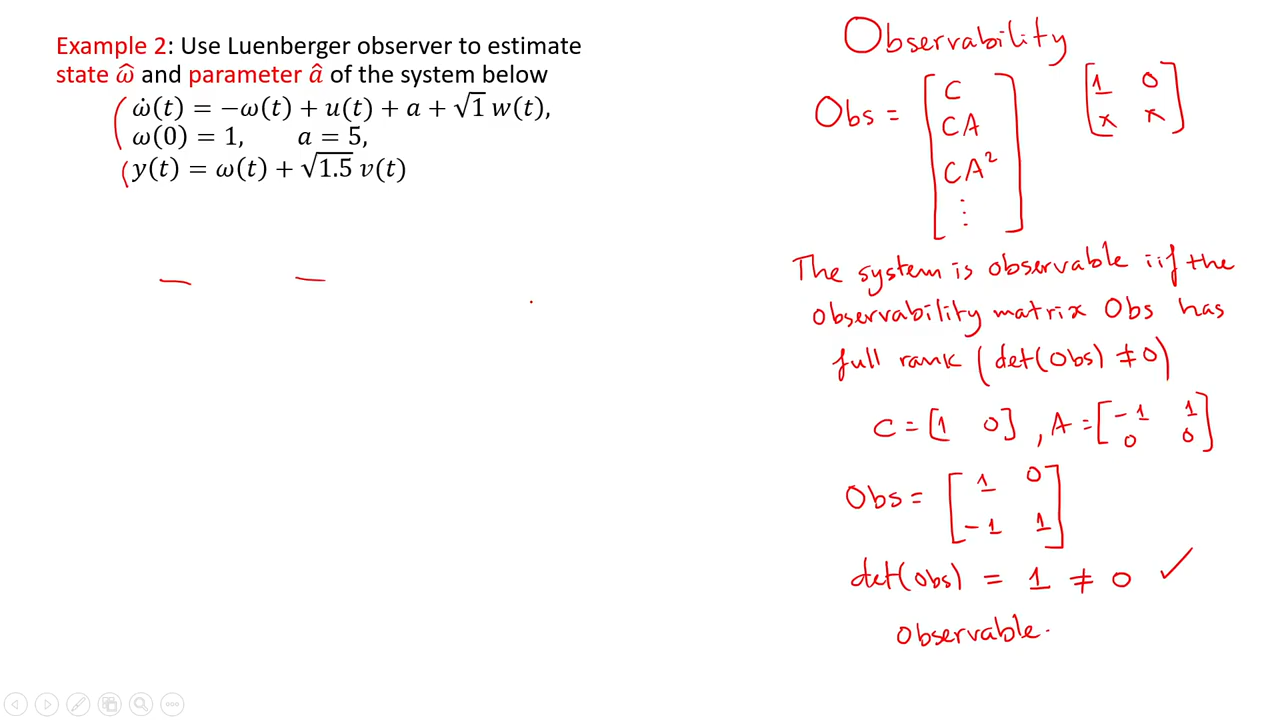 Example 2: Use Luenberger observer to estimate
state ω̂ and parameter â of the system below
ω̇(t) = −ω(t) + u(t) + a + √1 w(t),
ω(0) = 1, a = 5,
y(t) = ω(t) + √1.5 v(t)
Observability
Obs = [C
CA
CA²
⋮]
[1 0
x x]
The system is observable iif the
observability matrix Obs has
full rank (det(Obs) ≠ 0)
C = [1 0], A = [-1 1
0 0]
Obs = [1 0
-1 1]
det(obs) = 1 ≠ 0 ✓
Observable.